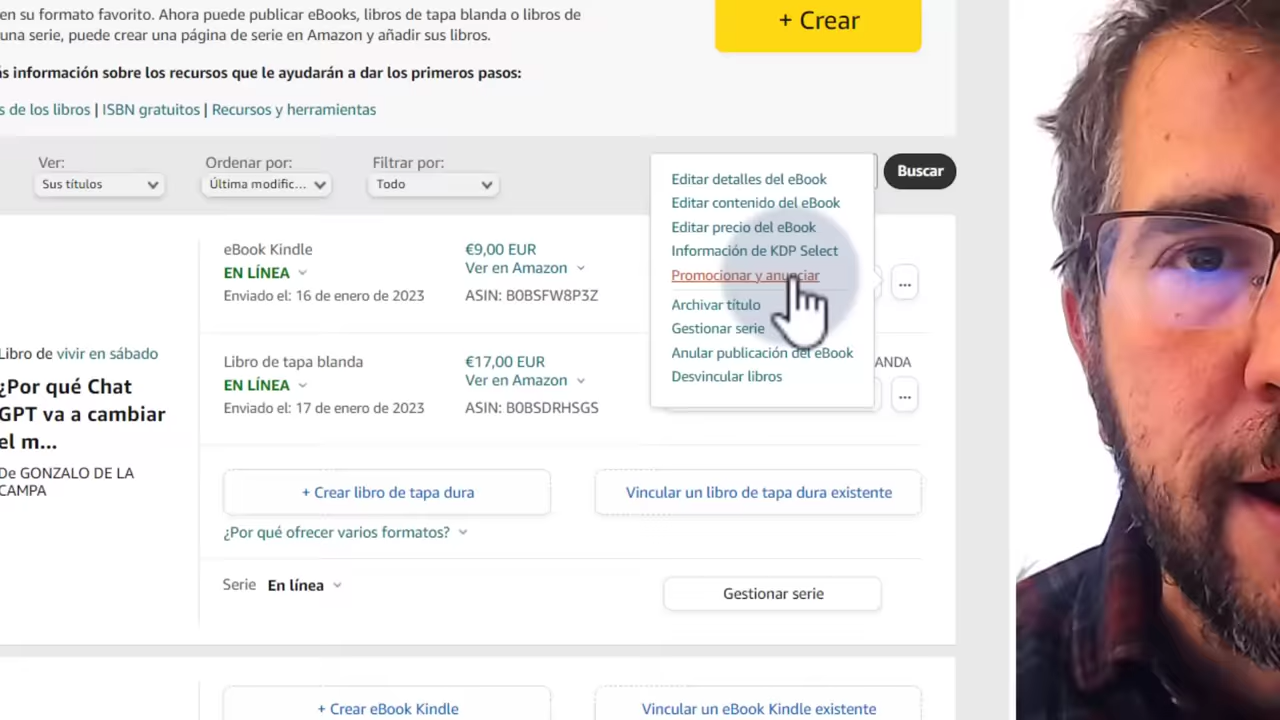 en su formato favorito. Ahora puede publicar eBooks, libros de tapa blanda o libros de
una serie, puede crear una página de serie en Amazon y añadir sus libros.
ás información sobre los recursos que le ayudarán a dar los primeros pasos:
s de los libros | ISBN gratuitos | Recursos y herramientas
+ Crear
Ver:
Sus títulos
Ordenar por:
Última modific...
Filtrar por:
Todo
Buscar
Editar detalles del eBook
Editar contenido del eBook
Editar precio del eBook
Información de KDP Select
Promocionar y anunciar
Archivar título
Gestionar serie
Anular publicación del eBook
Desvincular libros
Libro de vivir en sábado
¿Por qué Chat
GPT va a cambiar
el m...
De GONZALO DE LA
CAMPA
eBook Kindle
EN LÍNEA
Enviado el: 16 de enero de 2023
€9,00 EUR
Ver en Amazon
ASIN: B0BSFW8P3Z
...
Libro de tapa blanda
EN LÍNEA
Enviado el: 17 de enero de 2023
€17,00 EUR
Ver en Amazon
ASIN: B0BSDRHSGS
ANDA
...
+ Crear libro de tapa dura
Vincular un libro de tapa dura existente
¿Por qué ofrecer varios formatos?
Serie En línea
Gestionar serie
+ Crear eBook Kindle
Vincular un eBook Kindle existente